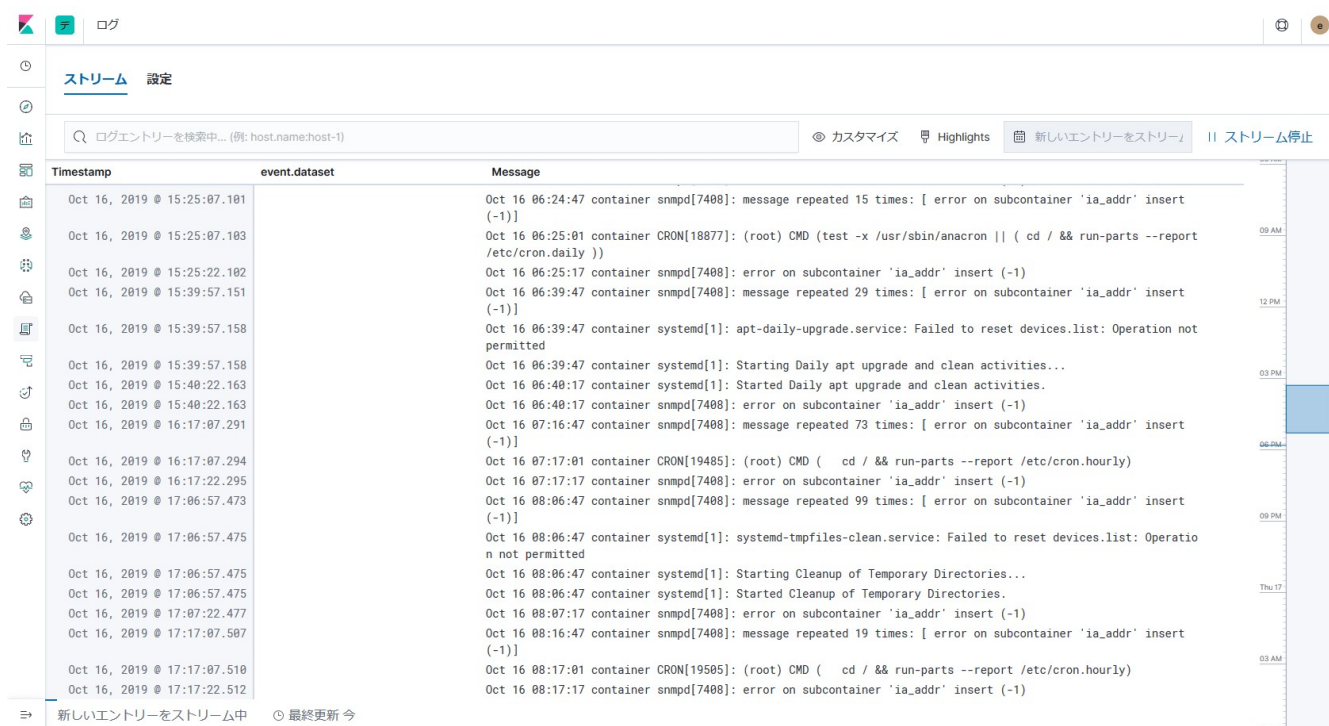 デ ログ e
ストリーム 設定
ログエントリーを検索中... (例: host.name:host-1) カスタマイズ Highlights 新しいエントリーをストリーム ストリーム停止
Timestamp event.dataset Message
Oct 16, 2019 @ 15:25:07.101 Oct 16 06:24:47 container snmpd[7408]: message repeated 15 times: [ error on subcontainer 'ia_addr' insert
(-1)]
Oct 16, 2019 @ 15:25:07.103 Oct 16 06:25:01 container CRON[18877]: (root) CMD (test -x /usr/sbin/anacron || ( cd / && run-parts --report
/etc/cron.daily ))
09 AM
Oct 16, 2019 @ 15:25:22.102 Oct 16 06:25:17 container snmpd[7408]: error on subcontainer 'ia_addr' insert (-1)
Oct 16, 2019 @ 15:39:57.151 Oct 16 06:39:47 container snmpd[7408]: message repeated 29 times: [ error on subcontainer 'ia_addr' insert
(-1)]
12 PM
Oct 16, 2019 @ 15:39:57.158 Oct 16 06:39:47 container systemd[1]: apt-daily-upgrade.service: Failed to reset devices.list: Operation not
permitted
Oct 16, 2019 @ 15:39:57.158 Oct 16 06:39:47 container systemd[1]: Starting Daily apt upgrade and clean activities...
03 PM
Oct 16, 2019 @ 15:40:22.163 Oct 16 06:40:17 container systemd[1]: Started Daily apt upgrade and clean activities.
Oct 16, 2019 @ 15:40:22.163 Oct 16 06:40:17 container snmpd[7408]: error on subcontainer 'ia_addr' insert (-1)
Oct 16, 2019 @ 16:17:07.291 Oct 16 07:16:47 container snmpd[7408]: message repeated 73 times: [ error on subcontainer 'ia_addr' insert
(-1)]
06 PM
Oct 16, 2019 @ 16:17:07.294 Oct 16 07:17:01 container CRON[19485]: (root) CMD (   cd / && run-parts --report /etc/cron.hourly)
Oct 16, 2019 @ 16:17:22.295 Oct 16 07:17:17 container snmpd[7408]: error on subcontainer 'ia_addr' insert (-1)
Oct 16, 2019 @ 17:06:57.473 Oct 16 08:06:47 container snmpd[7408]: message repeated 99 times: [ error on subcontainer 'ia_addr' insert
(-1)]
09 PM
Oct 16, 2019 @ 17:06:57.475 Oct 16 08:06:47 container systemd[1]: systemd-tmpfiles-clean.service: Failed to reset devices.list: Operatio
n not permitted
Oct 16, 2019 @ 17:06:57.475 Oct 16 08:06:47 container systemd[1]: Starting Cleanup of Temporary Directories...
Thu 17
Oct 16, 2019 @ 17:06:57.475 Oct 16 08:06:47 container systemd[1]: Started Cleanup of Temporary Directories.
Oct 16, 2019 @ 17:07:22.477 Oct 16 08:07:17 container snmpd[7408]: error on subcontainer 'ia_addr' insert (-1)
Oct 16, 2019 @ 17:17:07.507 Oct 16 08:16:47 container snmpd[7408]: message repeated 19 times: [ error on subcontainer 'ia_addr' insert
(-1)]
03 AM
Oct 16, 2019 @ 17:17:07.510 Oct 16 08:17:01 container CRON[19505]: (root) CMD (   cd / && run-parts --report /etc/cron.hourly)
Oct 16, 2019 @ 17:17:22.512 Oct 16 08:17:17 container snmpd[7408]: error on subcontainer 'ia_addr' insert (-1)
新しいエントリーをストリーム中 最終更新 今